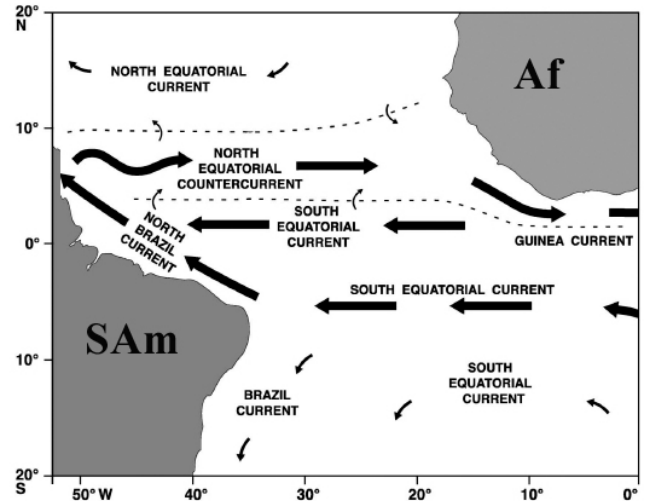 20°
N
NORTH EQUATORIAL
CURRENT
Af
10°
NORTH
EQUATORIAL
COUNTERCURRENT
SOUTH
EQUATORIAL
CURRENT
NORTH
BRAZIL
CURRENT
GUINEA CURRENT
0°
SOUTH EQUATORIAL CURRENT
SAm
10°
SOUTH
EQUATORIAL
CURRENT
BRAZIL
CURRENT
20°
S
50° W
40°
30°
20°
10°
0°